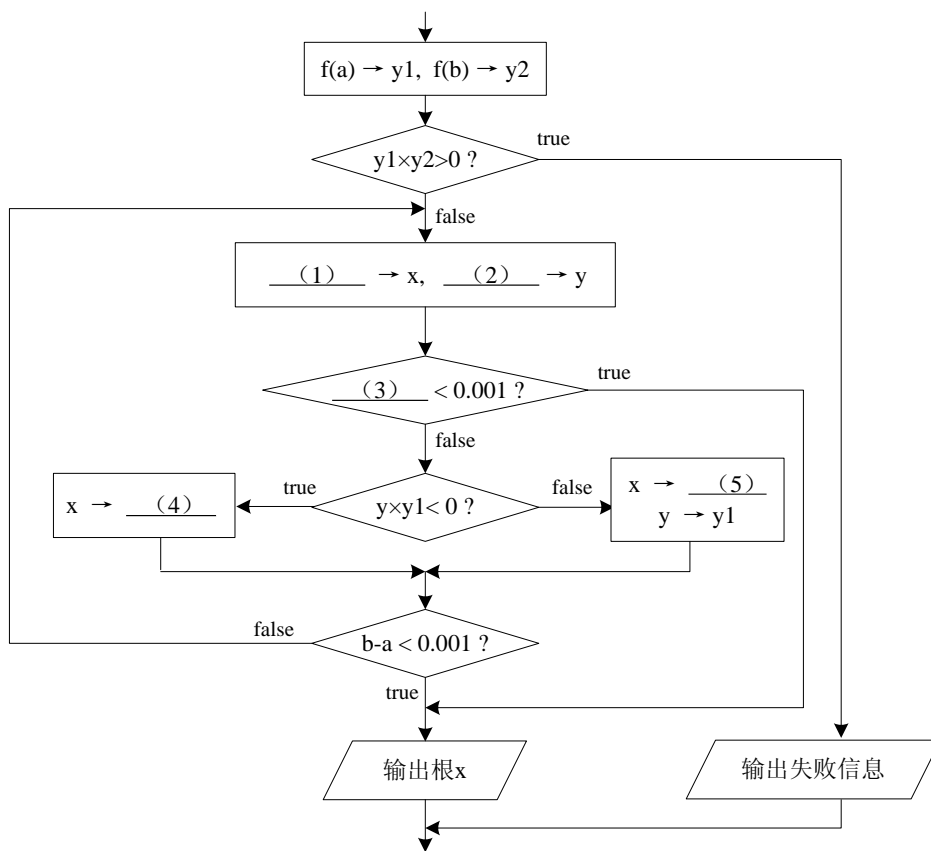 f(a) → y1, f(b) → y2
true
y1×y2>0 ?
false
（1） → x, （2） → y
true
（3） < 0.001 ?
false
x → （4）
true
y×y1< 0 ?
false
x → （5）
y → y1
false
b-a < 0.001 ?
true
输出根x
输出失败信息